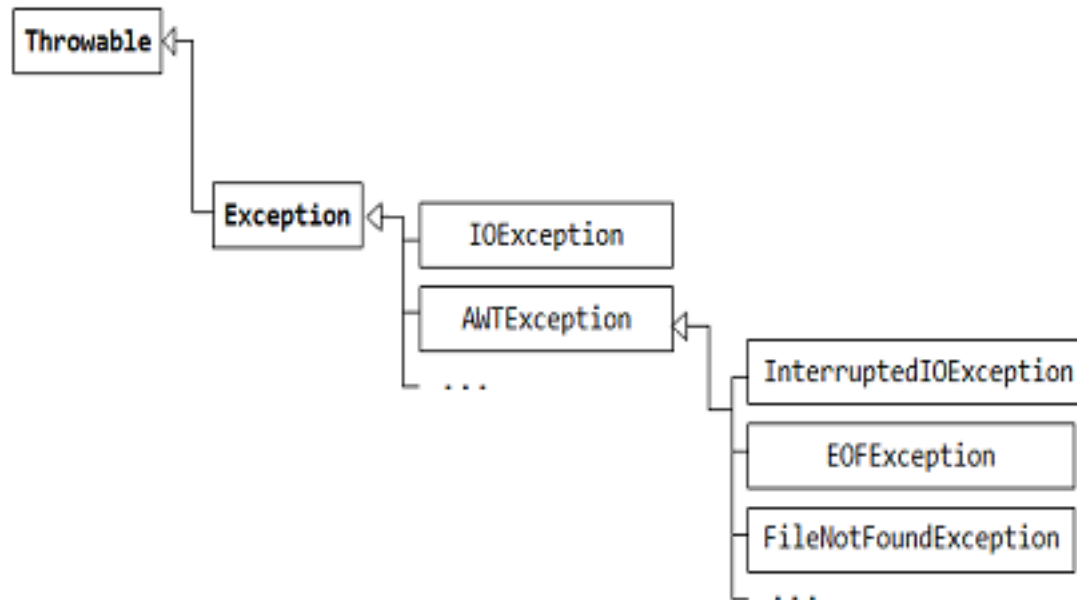 Throwable
Exception
IOException
AWTException
...
InterruptedIOException
EOFException
FileNotFoundException
...